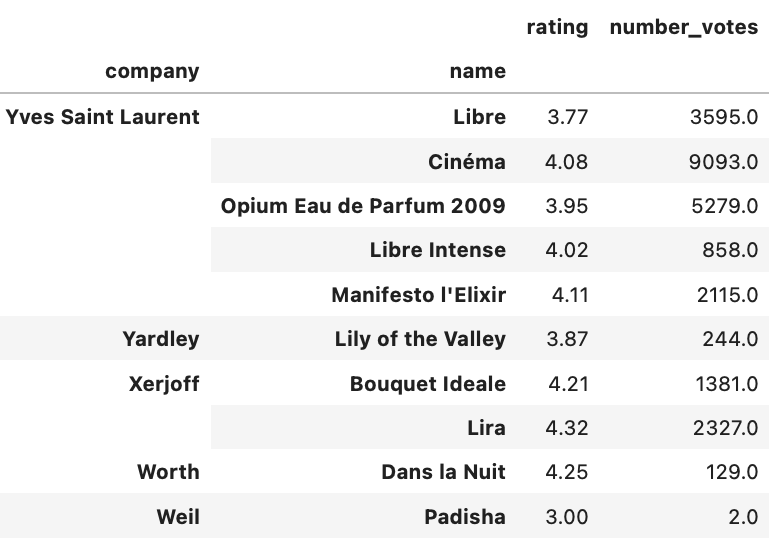 rating number_votes
company name
Yves Saint Laurent Libre 3.77 3595.0
Cinéma 4.08 9093.0
Opium Eau de Parfum 2009 3.95 5279.0
Libre Intense 4.02 858.0
Manifesto l'Elixir 4.11 2115.0
Yardley Lily of the Valley 3.87 244.0
Xerjoff Bouquet Ideale 4.21 1381.0
Lira 4.32 2327.0
Worth Dans la Nuit 4.25 129.0
Weil Padisha 3.00 2.0